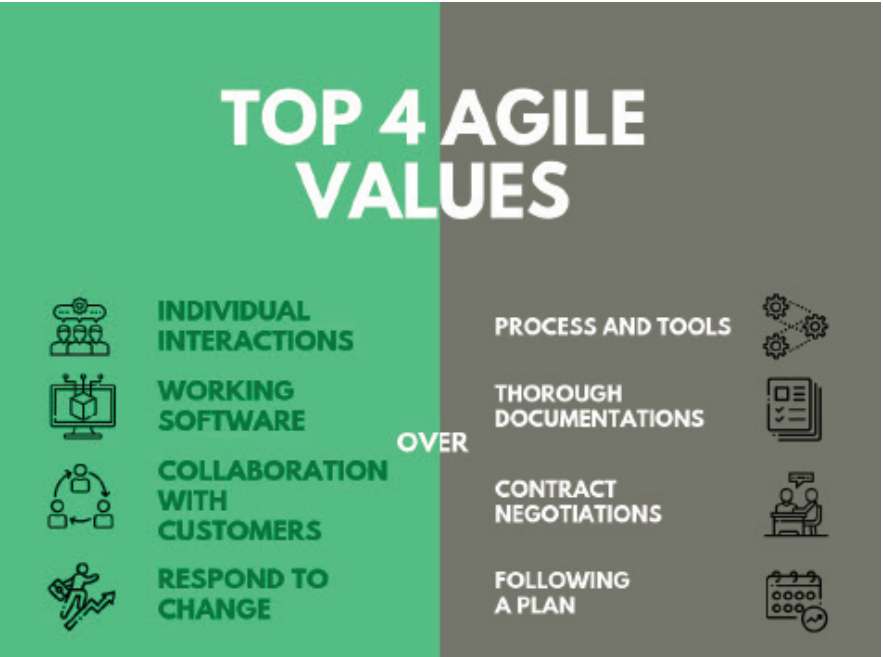 TOP 4 AGILE
VALUES
INDIVIDUAL
INTERACTIONS
WORKING
SOFTWARE
COLLABORATION
WITH
CUSTOMERS
RESPOND TO
CHANGE
OVER
PROCESS AND TOOLS
THOROUGH
DOCUMENTATIONS
CONTRACT
NEGOTIATIONS
FOLLOWING
A PLAN